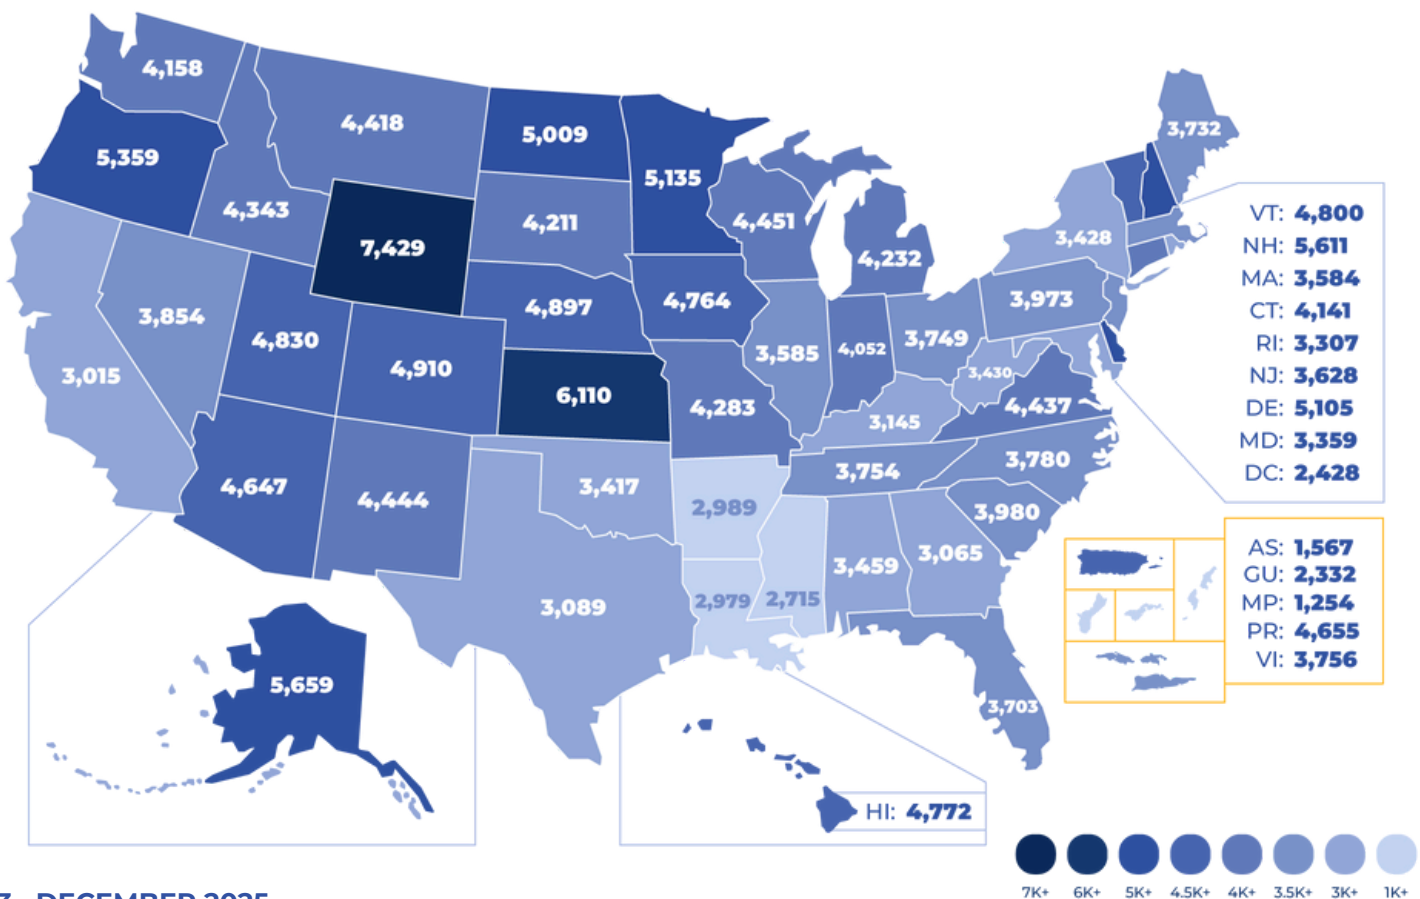 4,158
4,418
5,009
5,135
3,732
5,359
4,343
7,429
4,211
4,451
4,232
3,428
VT: 4,800
NH: 5,611
MA: 3,584
CT: 4,141
RI: 3,307
NJ: 3,628
DE: 5,105
MD: 3,359
DC: 2,428
3,854
4,830
4,910
4,897
4,764
3,585
4,052
3,749
3,973
3,015
6,110
4,283
3,145
3,430
4,437
4,647
4,444
3,417
2,989
3,754
3,780
3,980
3,089
2,979
2,715
3,459
3,065
AS: 1,567
GU: 2,332
MP: 1,254
PR: 4,655
VI: 3,756
5,659
3,703
HI: 4,772
7K+ 6K+ 5K+ 4.5K+ 4K+ 3.5K+ 3K+ 1K+
DECEMBER 2025